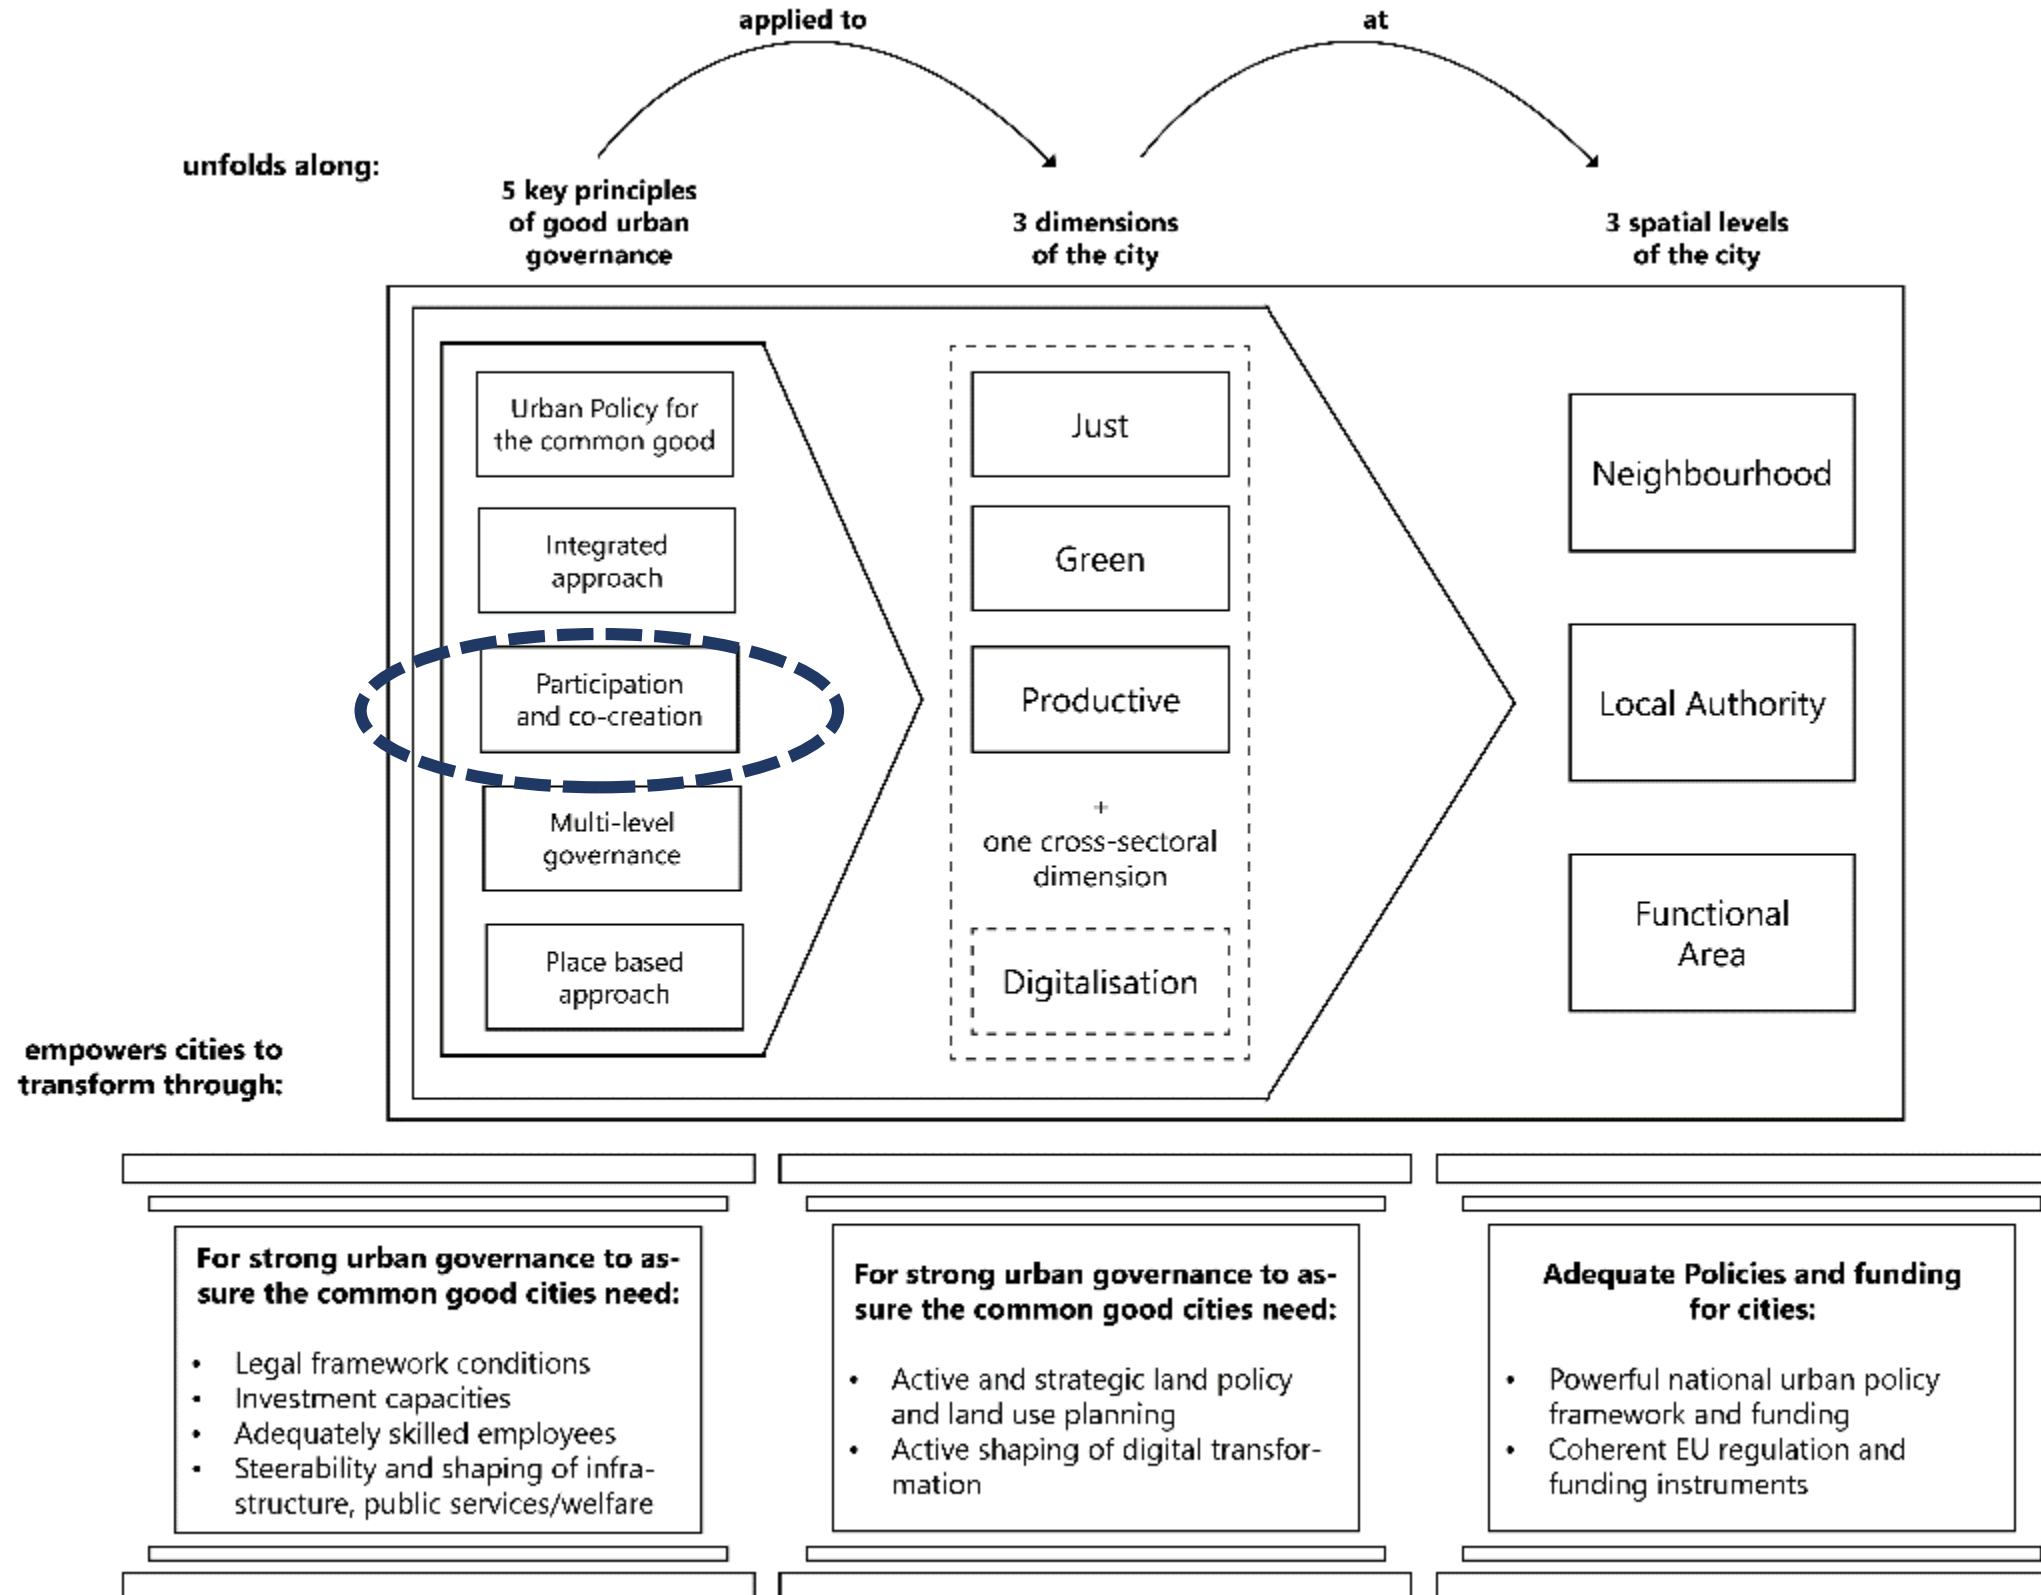 applied to
at
unfolds along:
5 key principles
of good urban
governance
3 dimensions
of the city
3 spatial levels
of the city
Urban Policy for
the common good
Integrated
approach
Participation
and co-creation
Multi-level
governance
Place based
approach
Just
Green
Productive
+
one cross-sectoral
dimension
Digitalisation
Neighbourhood
Local Authority
Functional
Area
empowers cities to
transform through:
For strong urban governance to as-
sure the common good cities need:
• Legal framework conditions
• Investment capacities
• Adequately skilled employees
• Steerability and shaping of infra-
structure, public services/welfare
For strong urban governance to as-
sure the common good cities need:
• Active and strategic land policy
and land use planning
• Active shaping of digital transfor-
mation
Adequate Policies and funding
for cities:
• Powerful national urban policy
framework and funding
• Coherent EU regulation and
funding instruments